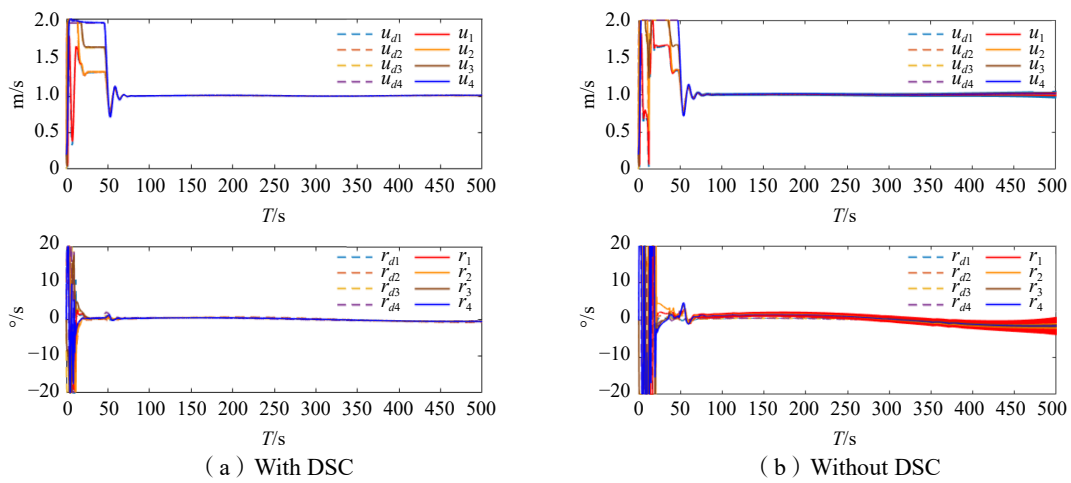 2.0
1.5
1.0
0.5
0
m/s
u_d1 u_1
u_d2 u_2
u_d3 u_3
u_d4 u_4
0 50 100 150 200 250 300 350 400 450 500
T/s
20
10
0
−10
−20
°/s
r_d1 r_1
r_d2 r_2
r_d3 r_3
r_d4 r_4
0 50 100 150 200 250 300 350 400 450 500
T/s
（a）With DSC
2.0
1.5
1.0
0.5
0
m/s
u_d1 u_1
u_d2 u_2
u_d3 u_3
u_d4 u_4
0 50 100 150 200 250 300 350 400 450 500
T/s
20
10
0
−10
−20
°/s
r_d1 r_1
r_d2 r_2
r_d3 r_3
r_d4 r_4
0 50 100 150 200 250 300 350 400 450 500
T/s
（b）Without DSC